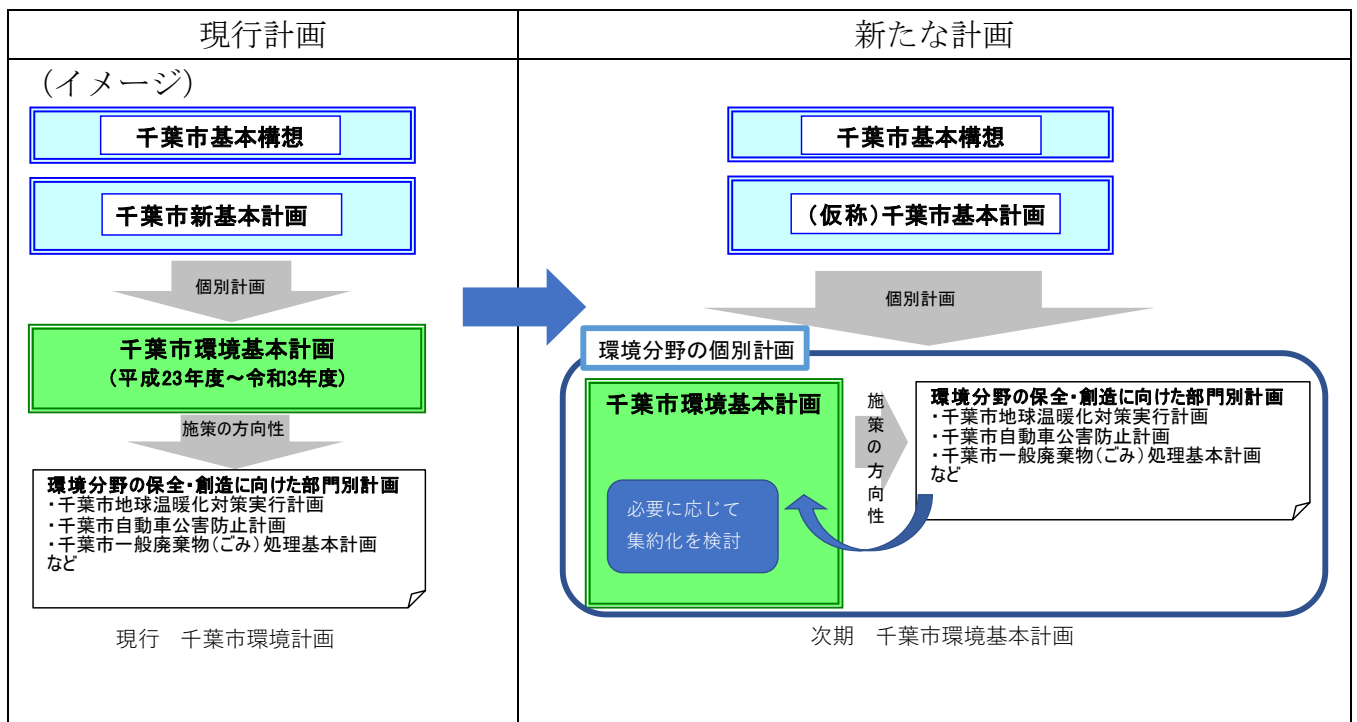 現行計画
新たな計画
(イメージ)
千葉市基本構想
千葉市新基本計画
個別計画
千葉市環境基本計画
(平成23年度～令和3年度)
施策の方向性
環境分野の保全・創造に向けた部門別計画
・千葉市地球温暖化対策実行計画
・千葉市自動車公害防止計画
・千葉市一般廃棄物(ごみ)処理基本計画
など
現行　千葉市環境計画
千葉市基本構想
(仮称)千葉市基本計画
個別計画
環境分野の個別計画
千葉市環境基本計画
必要に応じて
集約化を検討
施策の方向性
環境分野の保全・創造に向けた部門別計画
・千葉市地球温暖化対策実行計画
・千葉市自動車公害防止計画
・千葉市一般廃棄物(ごみ)処理基本計画
など
次期　千葉市環境基本計画